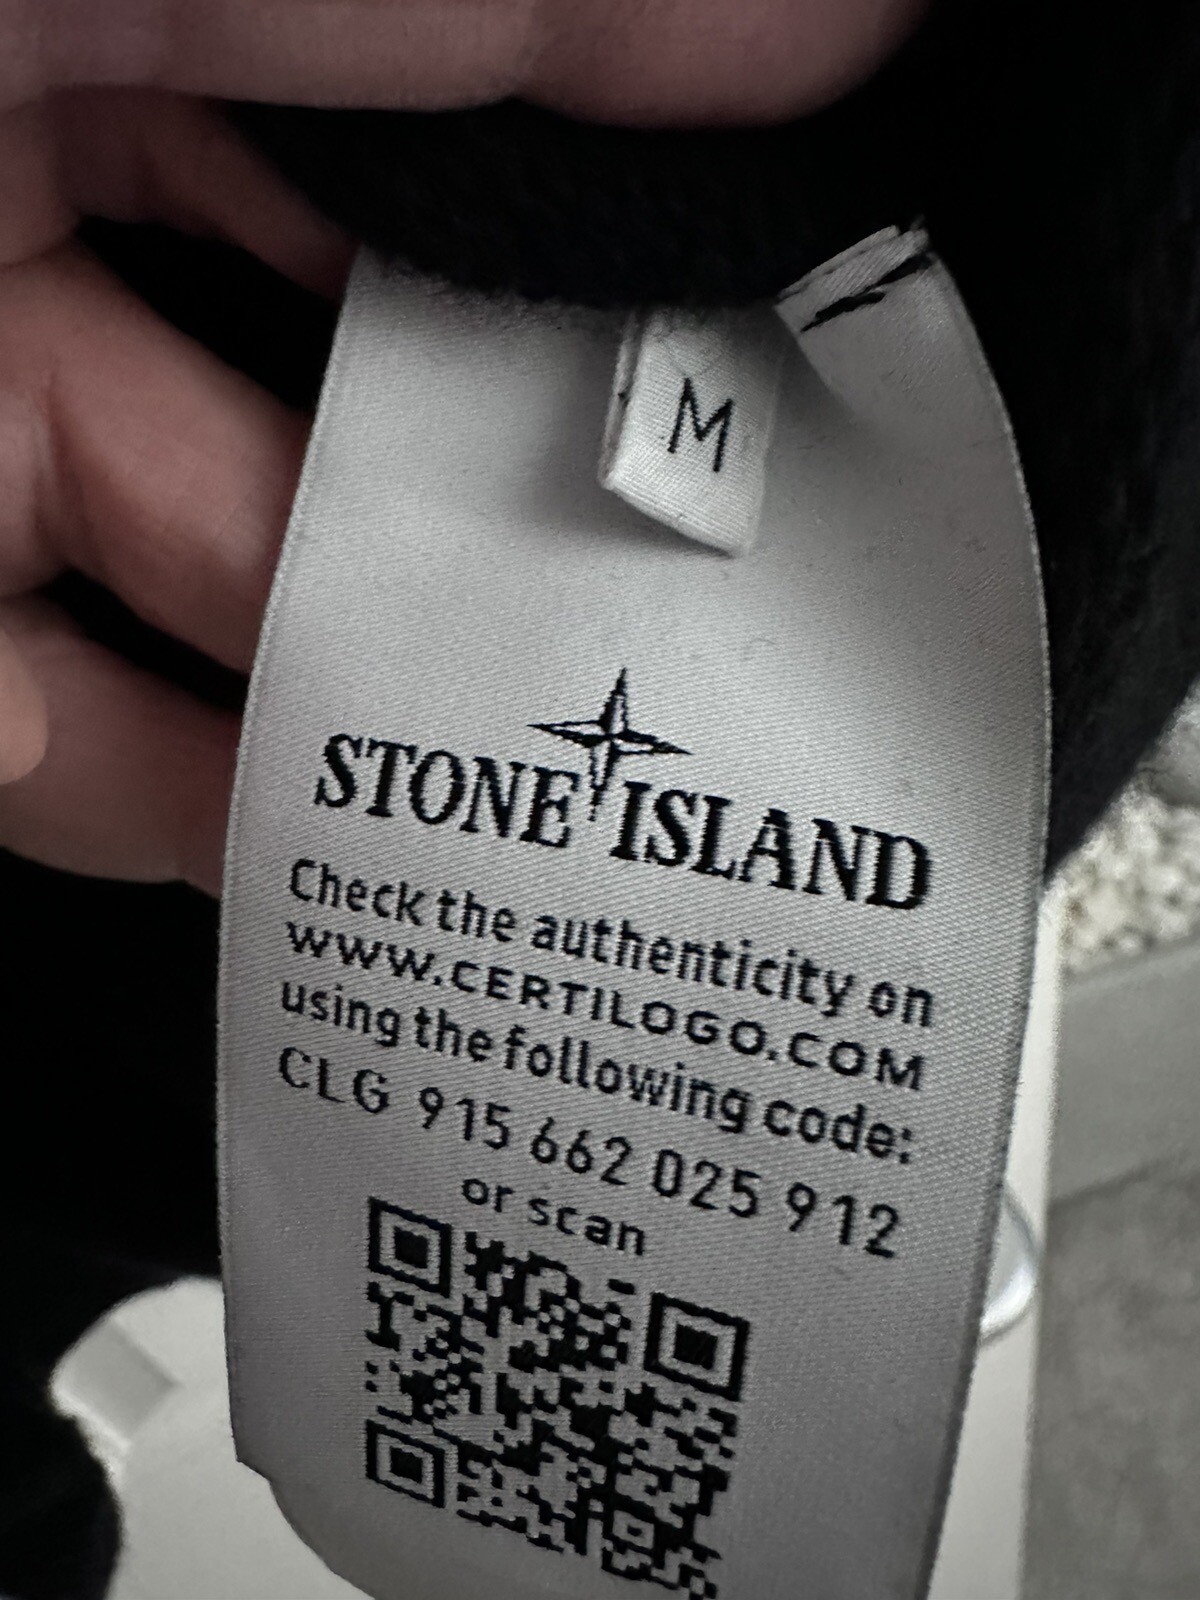 M
STONE ISLAND
Check the authenticity on
WWW.CERTILOGO.COM
using the following code:
CLG 915 662 025 912
or scan